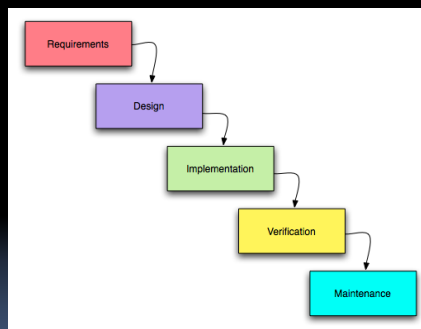 Requirements
Design
Implementation
Verification
Maintenance